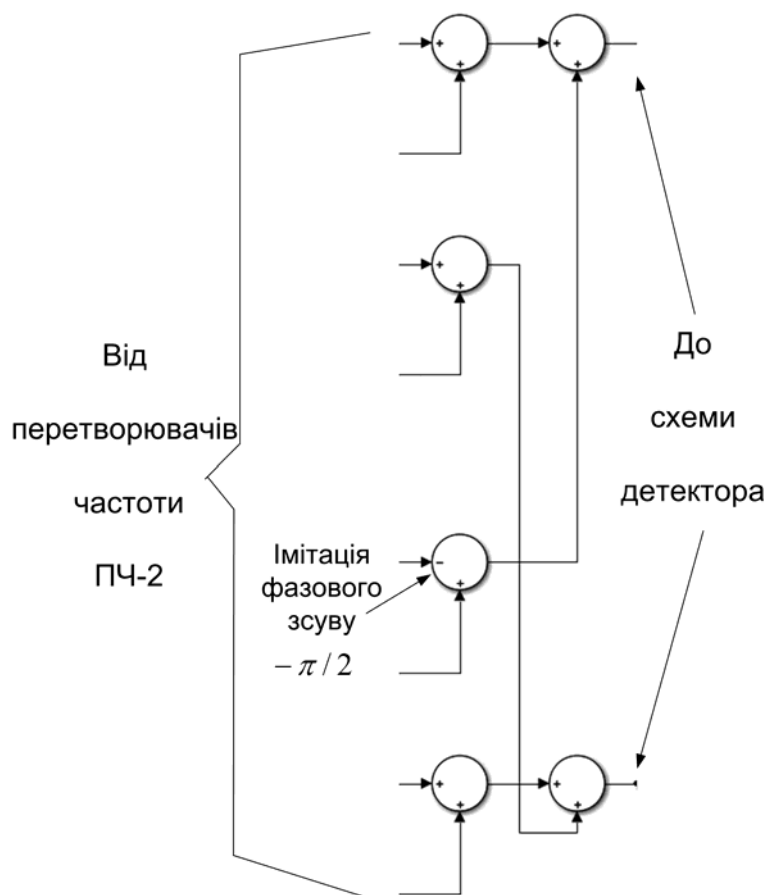 Від
перетворювачів
частоти
ПЧ-2
Імітація
фазового
зсуву
− π / 2
До
схеми
детектора
+
+
+
+
+
+
-
+
+
+
+
+